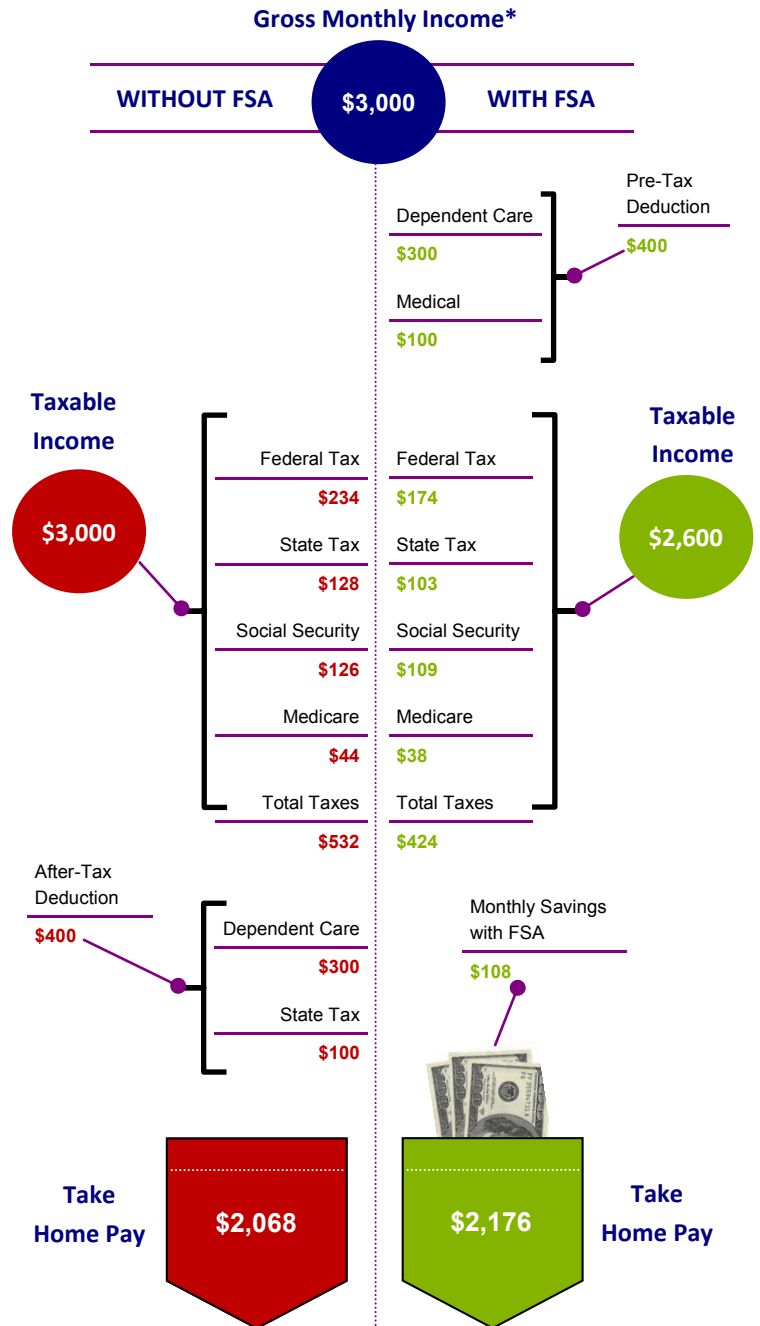 Gross Monthly Income*
WITHOUT FSA
$3,000
WITH FSA
Pre-Tax
Deduction
$400
Dependent Care
$300
Medical
$100
Taxable
Income
$3,000
Federal Tax
$234
State Tax
$128
Social Security
$126
Medicare
$44
Total Taxes
$532
Federal Tax
$174
State Tax
$103
Social Security
$109
Medicare
$38
Total Taxes
$424
Taxable
Income
$2,600
After-Tax
Deduction
$400
Dependent Care
$300
State Tax
$100
Monthly Savings
with FSA
$108
Take
Home Pay
$2,068
$2,176
Take
Home Pay